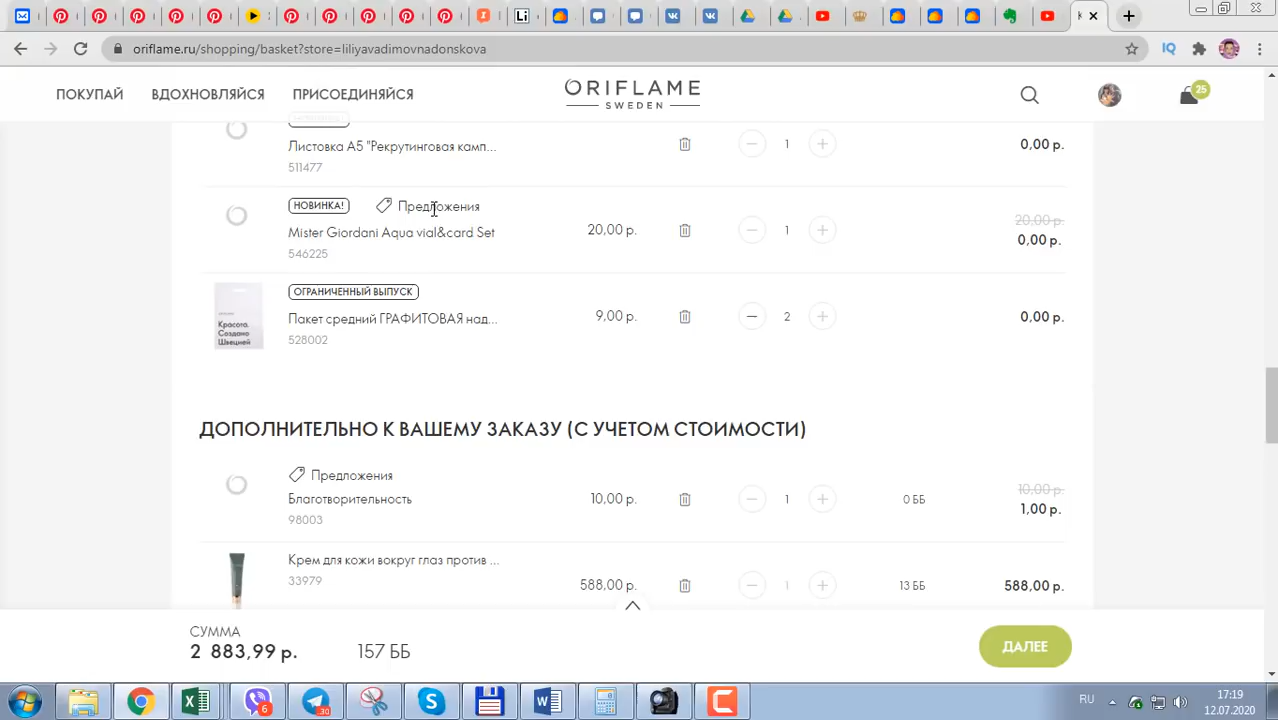 oriflame.ru/shopping/basket?store=liliyavadimovnadonskova
ПОКУПАЙ ВДОХНОВЛЯЙСЯ ПРИСОЕДИНЯЙСЯ
ORIFLAME
SWEDEN
25
Листовка А5 "Рекрутинговая камп...
511477
1
0,00 р.
НОВИНКА! Предложения
Mister Giordani Aqua vial&card Set
546225
20,00 р.
1
20,00 р.
0,00 р.
ОГРАНИЧЕННЫЙ ВЫПУСК
Пакет средний ГРАФИТОВАЯ над...
528002
9,00 р.
2
0,00 р.
Красота.
Создано
Швецией
ДОПОЛНИТЕЛЬНО К ВАШЕМУ ЗАКАЗУ (С УЧЕТОМ СТОИМОСТИ)
Предложения
Благотворительность
98003
10,00 р.
1
0 ББ
10,00 р.
1,00 р.
Крем для кожи вокруг глаз против ...
33979
588,00 р.
1
13 ББ
588,00 р.
СУММА
2 883,99 р. 157 ББ
ДАЛЕЕ
RU
17:19
12.07.2020